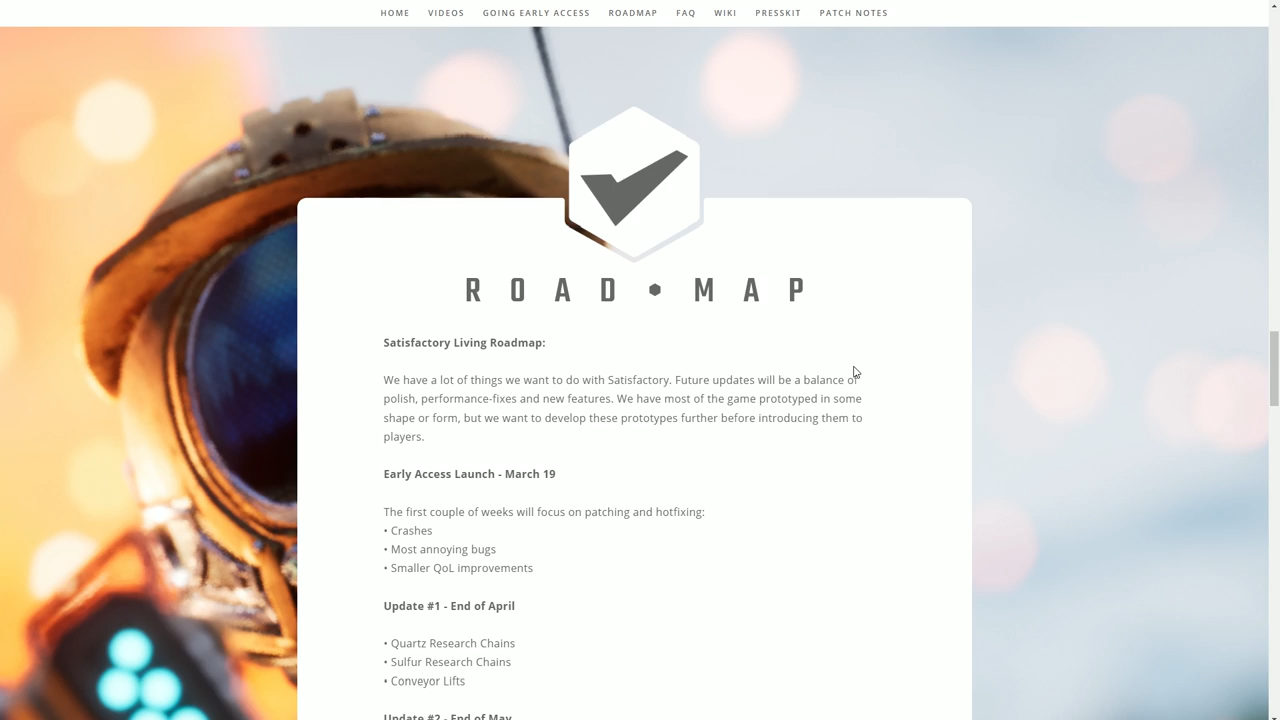 HOME VIDEOS GOING EARLY ACCESS ROADMAP FAQ WIKI PRESSKIT PATCH NOTES
ROAD•MAP
Satisfactory Living Roadmap:
We have a lot of things we want to do with Satisfactory. Future updates will be a balance of
polish, performance-fixes and new features. We have most of the game prototyped in some
shape or form, but we want to develop these prototypes further before introducing them to
players.
Early Access Launch - March 19
The first couple of weeks will focus on patching and hotfixing:
• Crashes
• Most annoying bugs
• Smaller QoL improvements
Update #1 - End of April
• Quartz Research Chains
• Sulfur Research Chains
• Conveyor Lifts
Update #2 - End of May